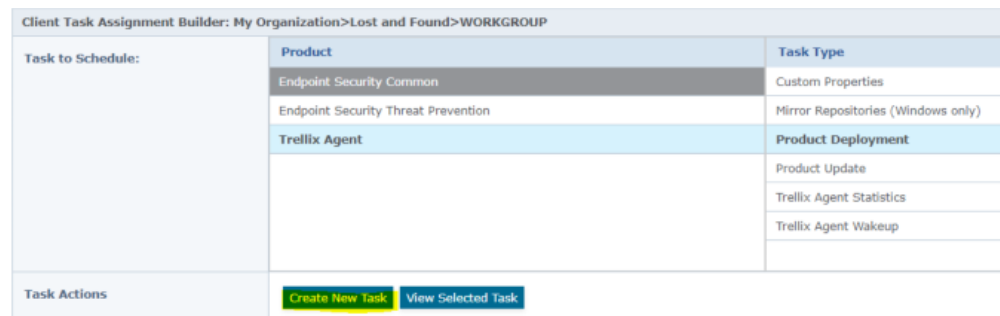 Client Task Assignment Builder: My Organization>Lost and Found>WORKGROUP
Task to Schedule:
Product
Task Type
Endpoint Security Common
Custom Properties
Endpoint Security Threat Prevention
Mirror Repositories (Windows only)
Trellix Agent
Product Deployment
Product Update
Trellix Agent Statistics
Trellix Agent Wakeup
Task Actions
Create New Task
View Selected Task